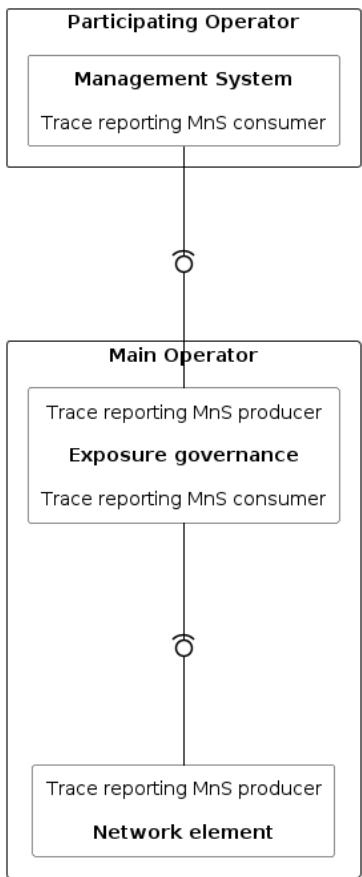 Participating Operator
Management System
Trace reporting MnS consumer
Main Operator
Trace reporting MnS producer
Exposure governance
Trace reporting MnS consumer
Trace reporting MnS producer
Network element